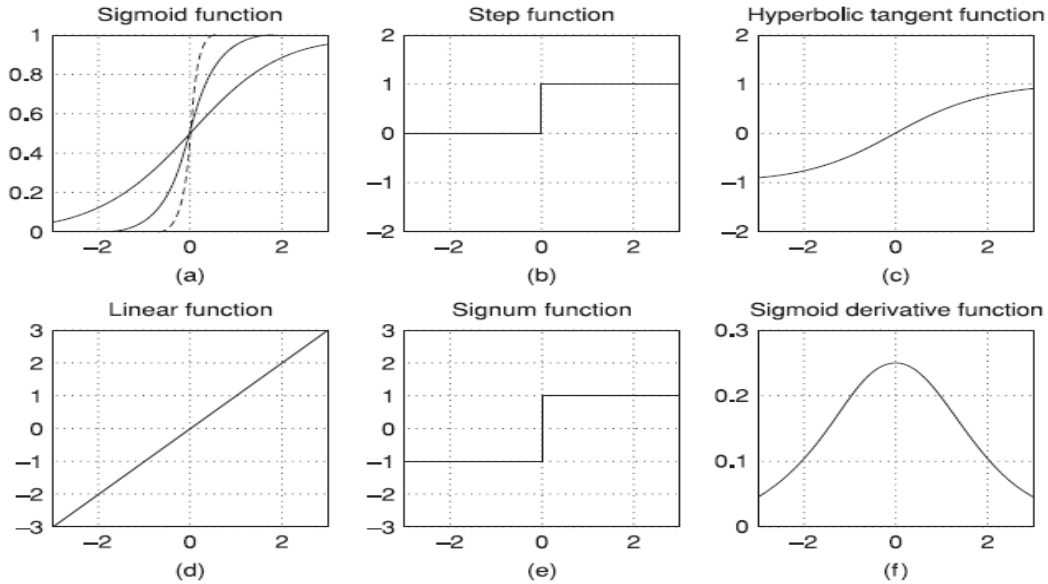 Sigmoid function
1
0.8
0.6
0.4
0.2
0
−2 0 2
(a)
Step function
2
1
0
−1
−2
−2 0 2
(b)
Hyperbolic tangent function
2
1
0
−1
−2
−2 0 2
(c)
Linear function
3
2
1
0
−1
−2
−3
−2 0 2
(d)
Signum function
3
2
1
0
−1
−2
−3
−2 0 2
(e)
Sigmoid derivative function
0.3
0.2
0.1
0
−2 0 2
(f)